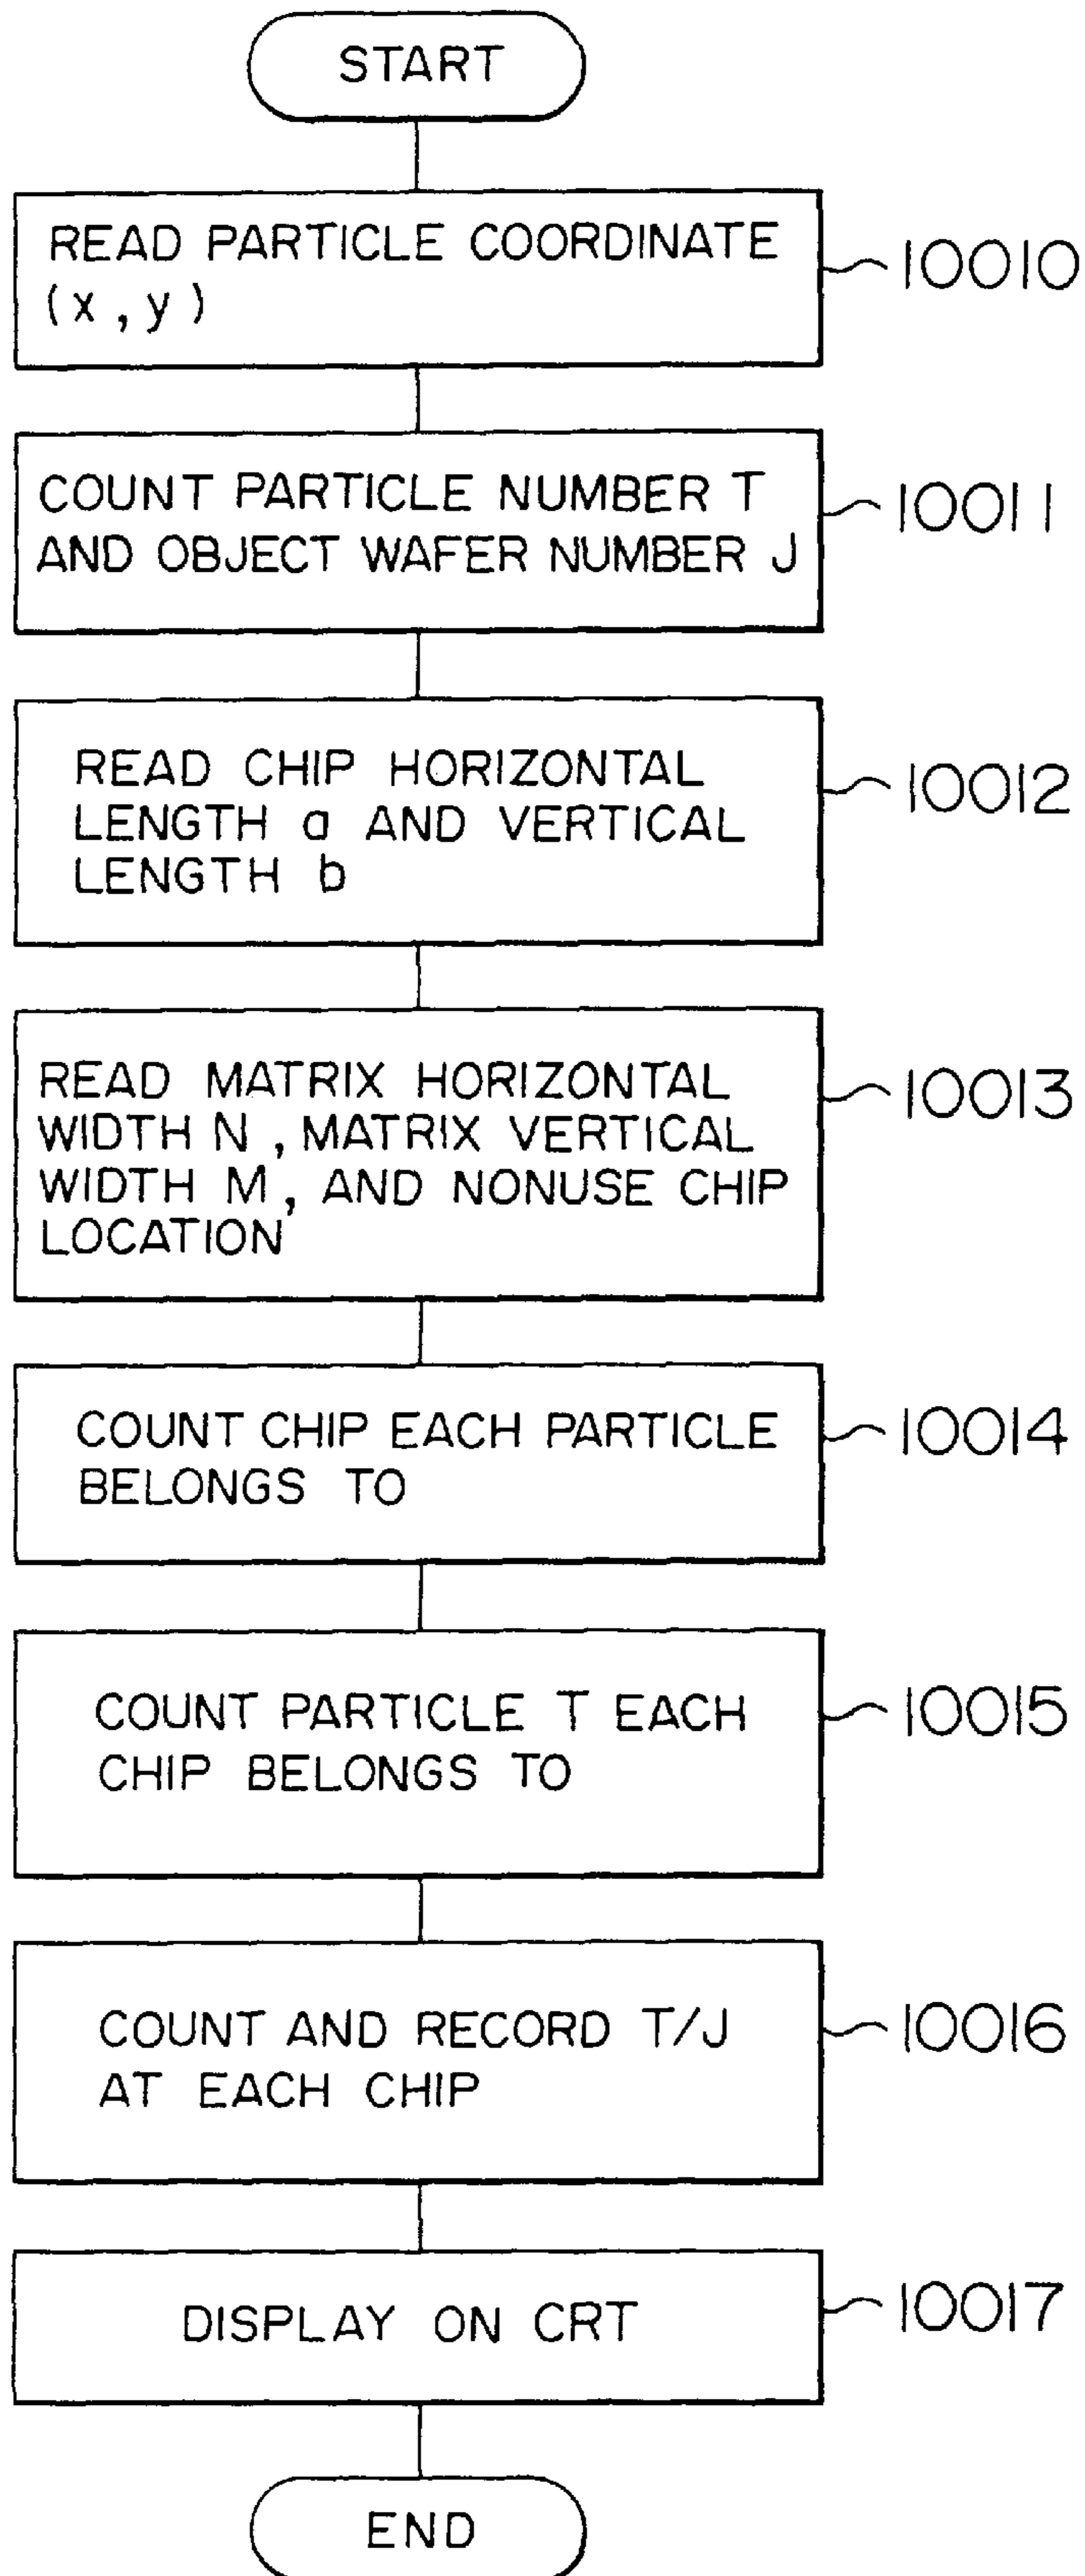 START
READ PARTICLE COORDINATE
(x, y)
10010
COUNT PARTICLE NUMBER T
AND OBJECT WAFER NUMBER J
10011
READ CHIP HORIZONTAL
LENGTH a AND VERTICAL
LENGTH b
10012
READ MATRIX HORIZONTAL
WIDTH N, MATRIX VERTICAL
WIDTH M, AND NONUSE CHIP
LOCATION
10013
COUNT CHIP EACH PARTICLE
BELONGS TO
10014
COUNT PARTICLE T EACH
CHIP BELONGS TO
10015
COUNT AND RECORD T/J
AT EACH CHIP
10016
DISPLAY ON CRT
10017
END